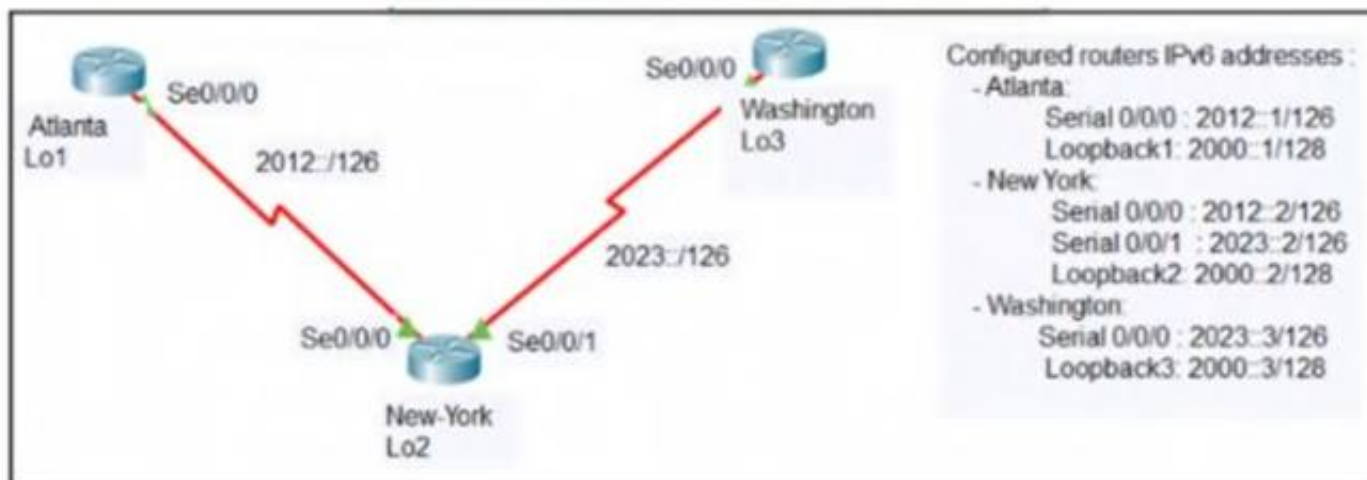 Se0/0/0
Atlanta
Lo1
2012::/126
Se0/0/0
Washington
Lo3
2023::/126
Se0/0/0
Se0/0/1
New-York
Lo2
Configured routers IPv6 addresses :
- Atlanta:
Serial 0/0/0 : 2012::1/126
Loopback1: 2000::1/128
- New York:
Serial 0/0/0 : 2012::2/126
Serial 0/0/1 : 2023::2/126
Loopback2: 2000::2/128
- Washington:
Serial 0/0/0 : 2023::3/126
Loopback3: 2000::3/128